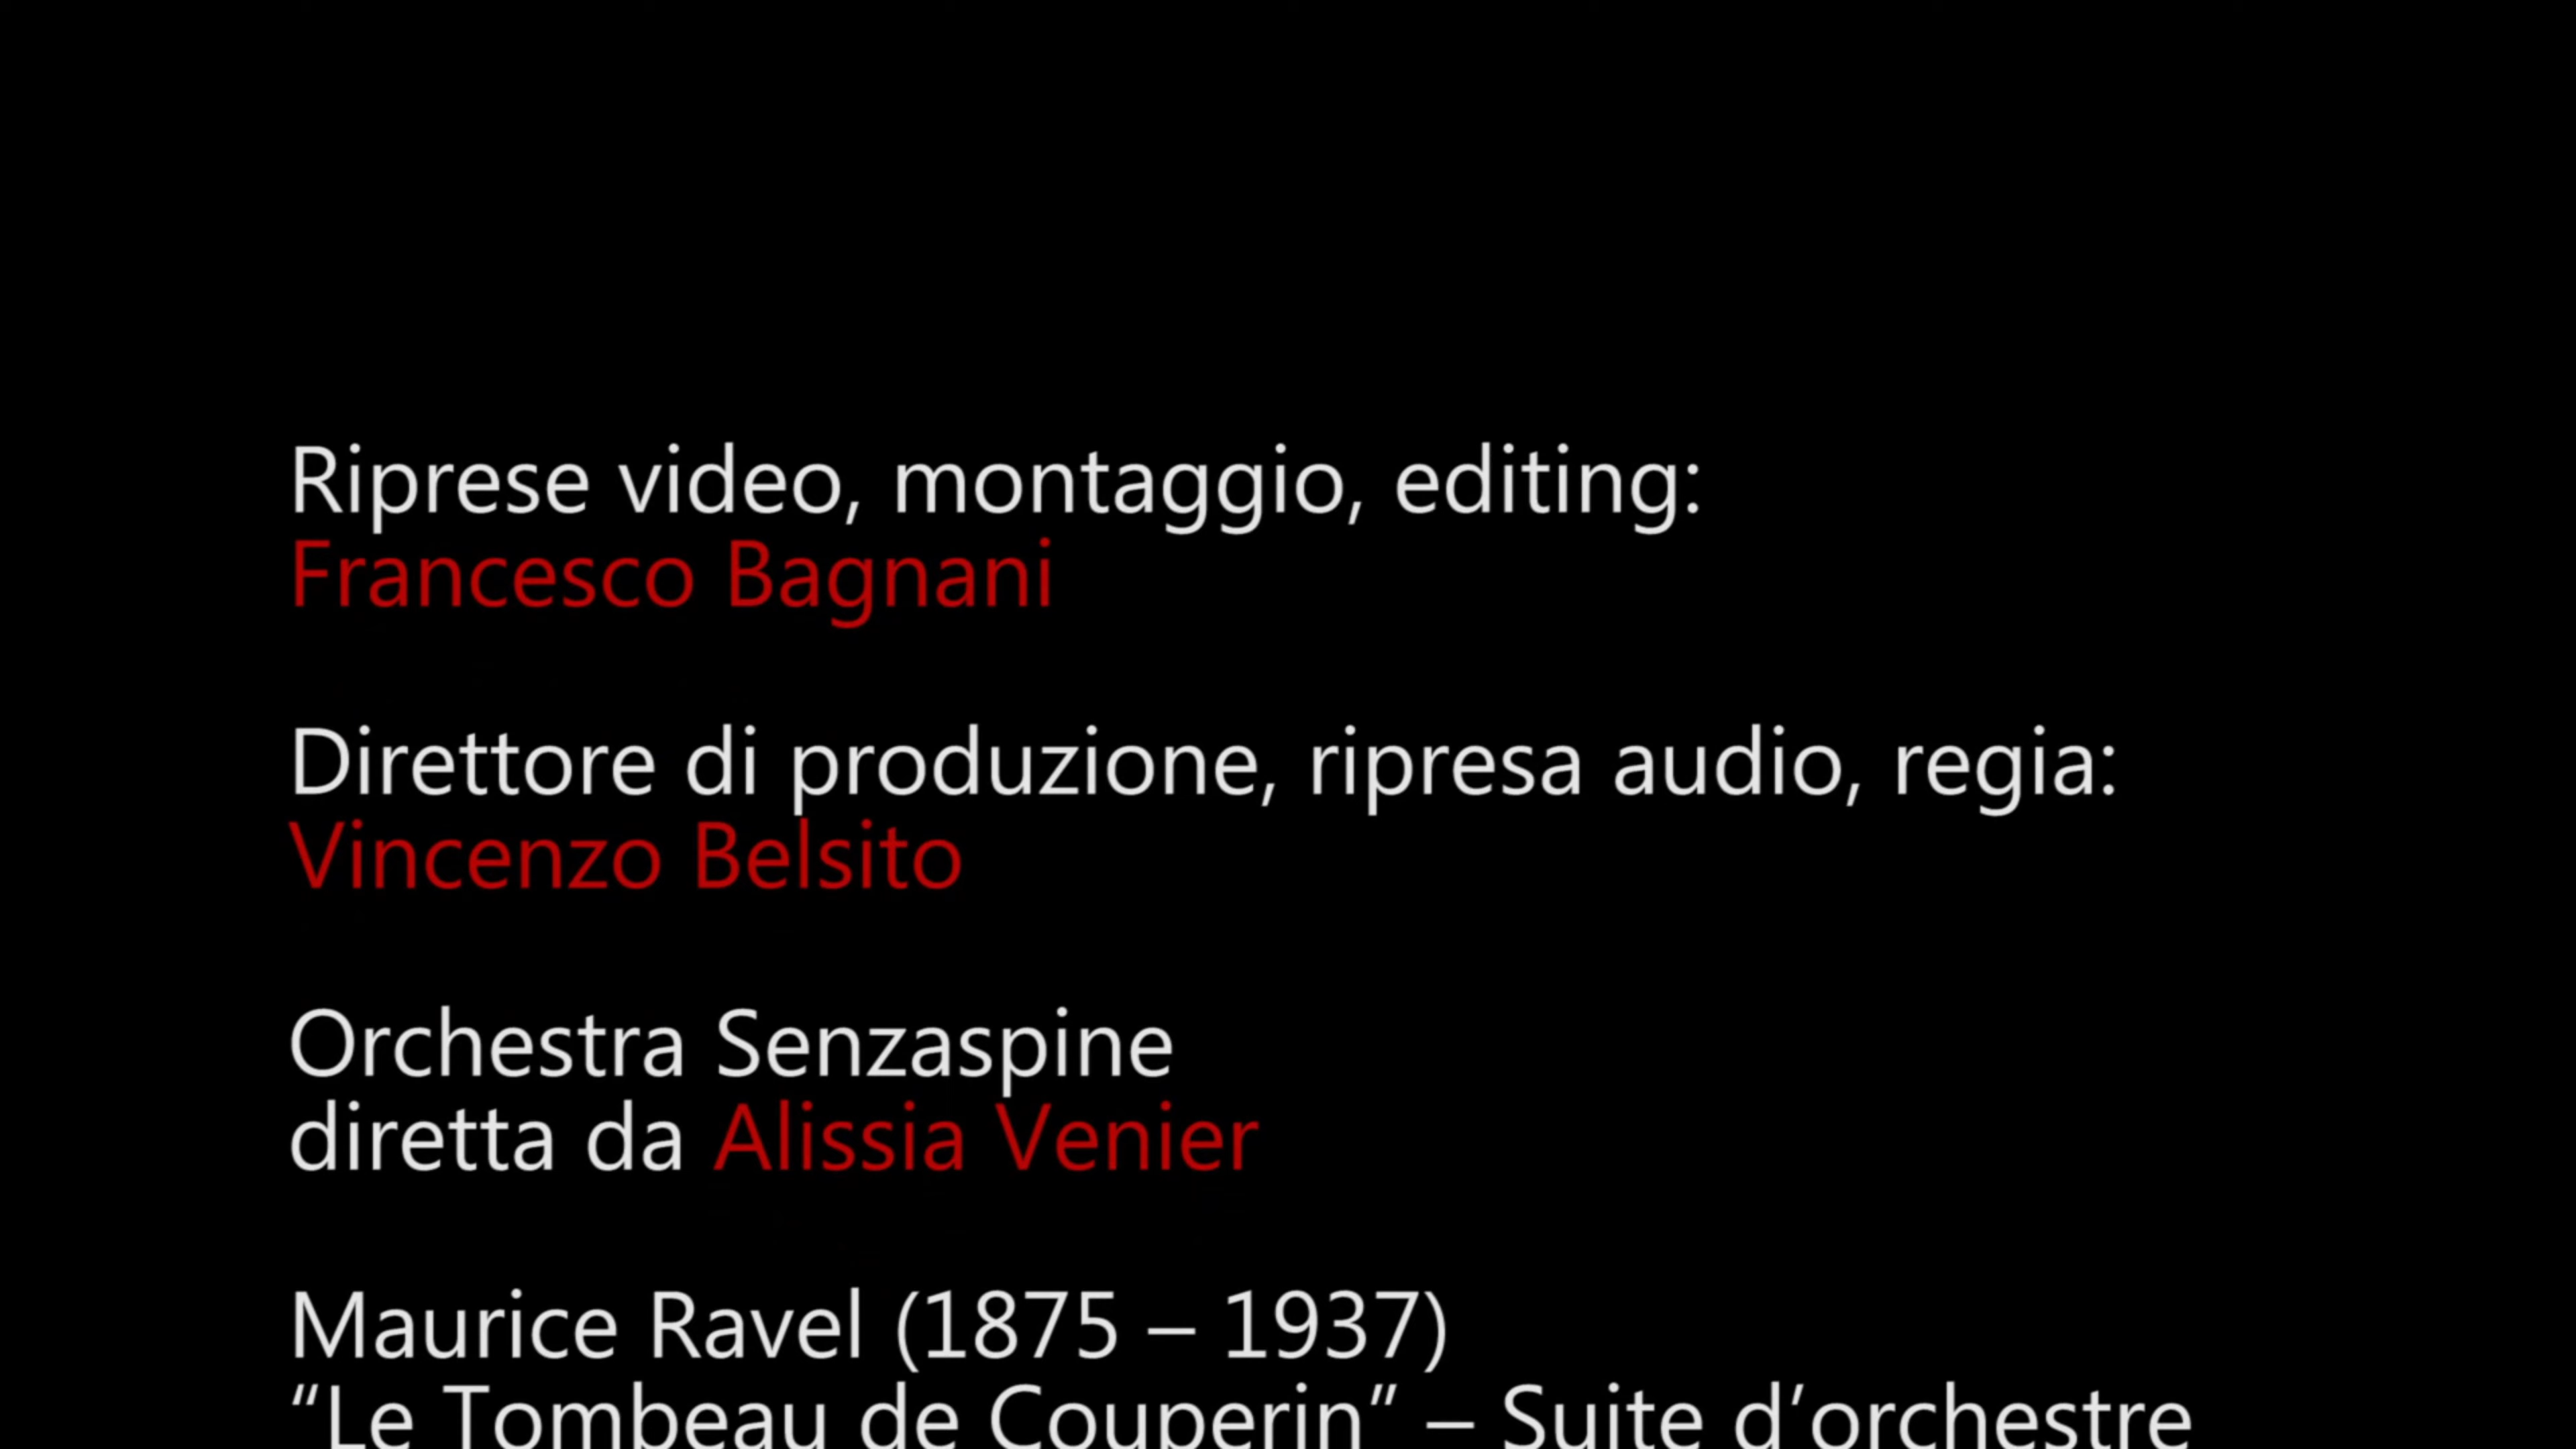 Riprese video, montaggio, editing:
Francesco Bagnani
Direttore di produzione, ripresa audio, regia:
Vincenzo Belsito
Orchestra Senzaspine
diretta da Alissia Venier
Maurice Ravel (1875 – 1937)
“Le Tombeau de Couperin” – Suite d’orchestre